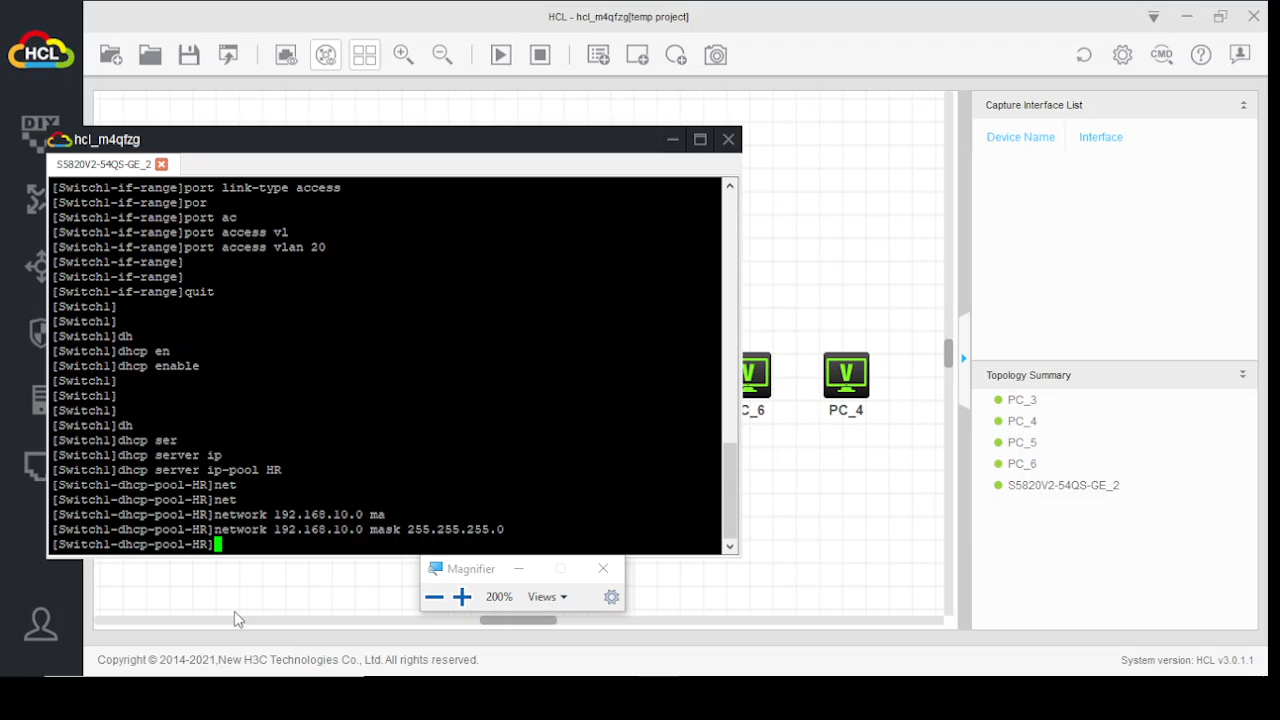 HCL - hcl_m4qfzg[temp project]
HCL
CMD
DIY
Capture Interface List
Device Name
Interface
hcl_m4qfzg
S5820V2-54QS-GE_2
[Switch1-if-range]port link-type access
[Switch1-if-range]por
[Switch1-if-range]port ac
[Switch1-if-range]port access vl
[Switch1-if-range]port access vlan 20
[Switch1-if-range]
[Switch1-if-range]
[Switch1-if-range]quit
[Switch1]
[Switch1]
[Switch1]dh
[Switch1]dhcp en
[Switch1]dhcp enable
[Switch1]
[Switch1]
[Switch1]
[Switch1]dh
[Switch1]dhcp ser
[Switch1]dhcp server ip
[Switch1]dhcp server ip-pool HR
[Switch1-dhcp-pool-HR]net
[Switch1-dhcp-pool-HR]net
[Switch1-dhcp-pool-HR]network 192.168.10.0 ma
[Switch1-dhcp-pool-HR]network 192.168.10.0 mask 255.255.255.0
[Switch1-dhcp-pool-HR]
V
V
C_6
PC_4
Topology Summary
PC_3
PC_4
PC_5
PC_6
S5820V2-54QS-GE_2
Magnifier
200%
Views
Copyright © 2014-2021,New H3C Technologies Co., Ltd. All rights reserved.
System version: HCL v3.0.1.1